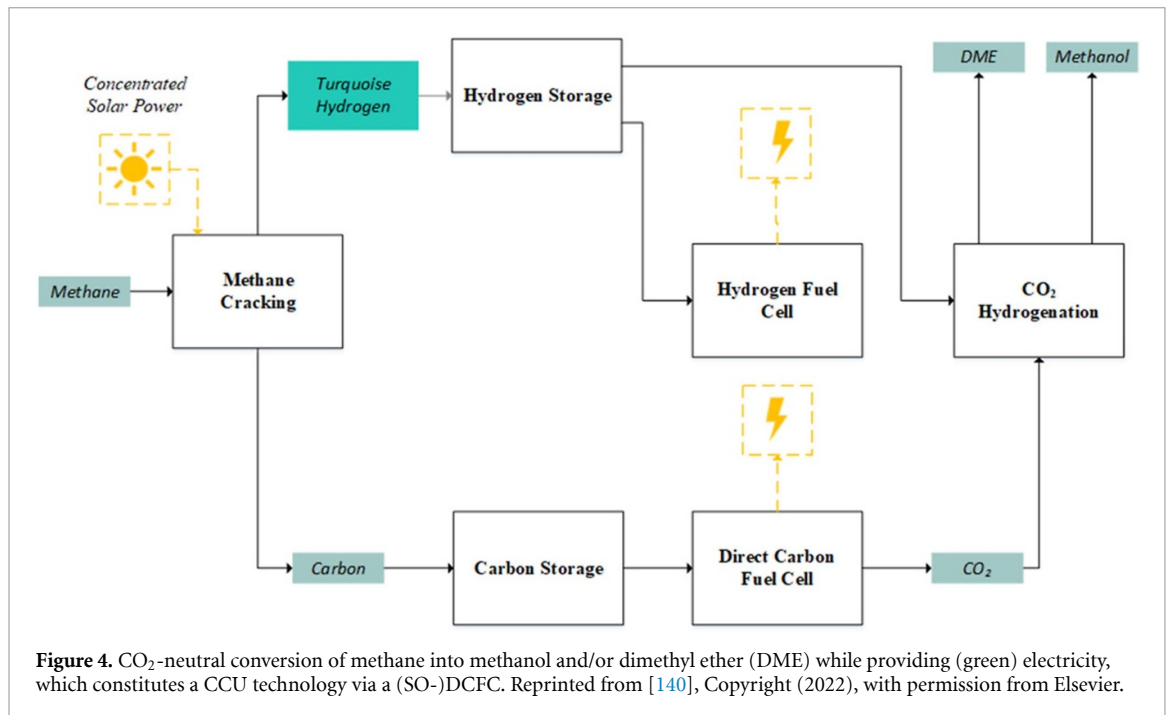 Concentrated
Solar Power
Turquoise
Hydrogen
Hydrogen Storage
DME
Methanol
Methane
Methane
Cracking
Hydrogen Fuel
Cell
CO₂
Hydrogenation
Carbon
Carbon Storage
Direct Carbon
Fuel Cell
CO₂
Figure 4. CO₂-neutral conversion of methane into methanol and/or dimethyl ether (DME) while providing (green) electricity,
which constitutes a CCU technology via a (SO-)DCFC. Reprinted from [140], Copyright (2022), with permission from Elsevier.